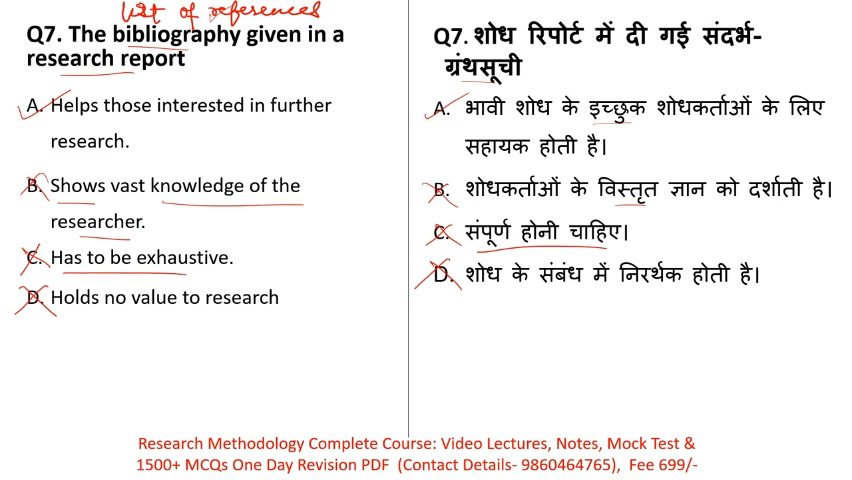 List of references
Q7. The bibliography given in a
research report
A. Helps those interested in further
research.
B. Shows vast knowledge of the
researcher.
C. Has to be exhaustive.
D. Holds no value to research
Q7. शोध रिपोर्ट में दी गई संदर्भ-
ग्रंथसूची
A. भावी शोध के इच्छुक शोधकर्ताओं के लिए
सहायक होती है।
B. शोधकर्ताओं के विस्तृत ज्ञान को दर्शाती है।
C. संपूर्ण होनी चाहिए।
D. शोध के संबंध में निरर्थक होती है।
Research Methodology Complete Course: Video Lectures, Notes, Mock Test &
1500+ MCQs One Day Revision PDF (Contact Details- 9860464765), Fee 699/-